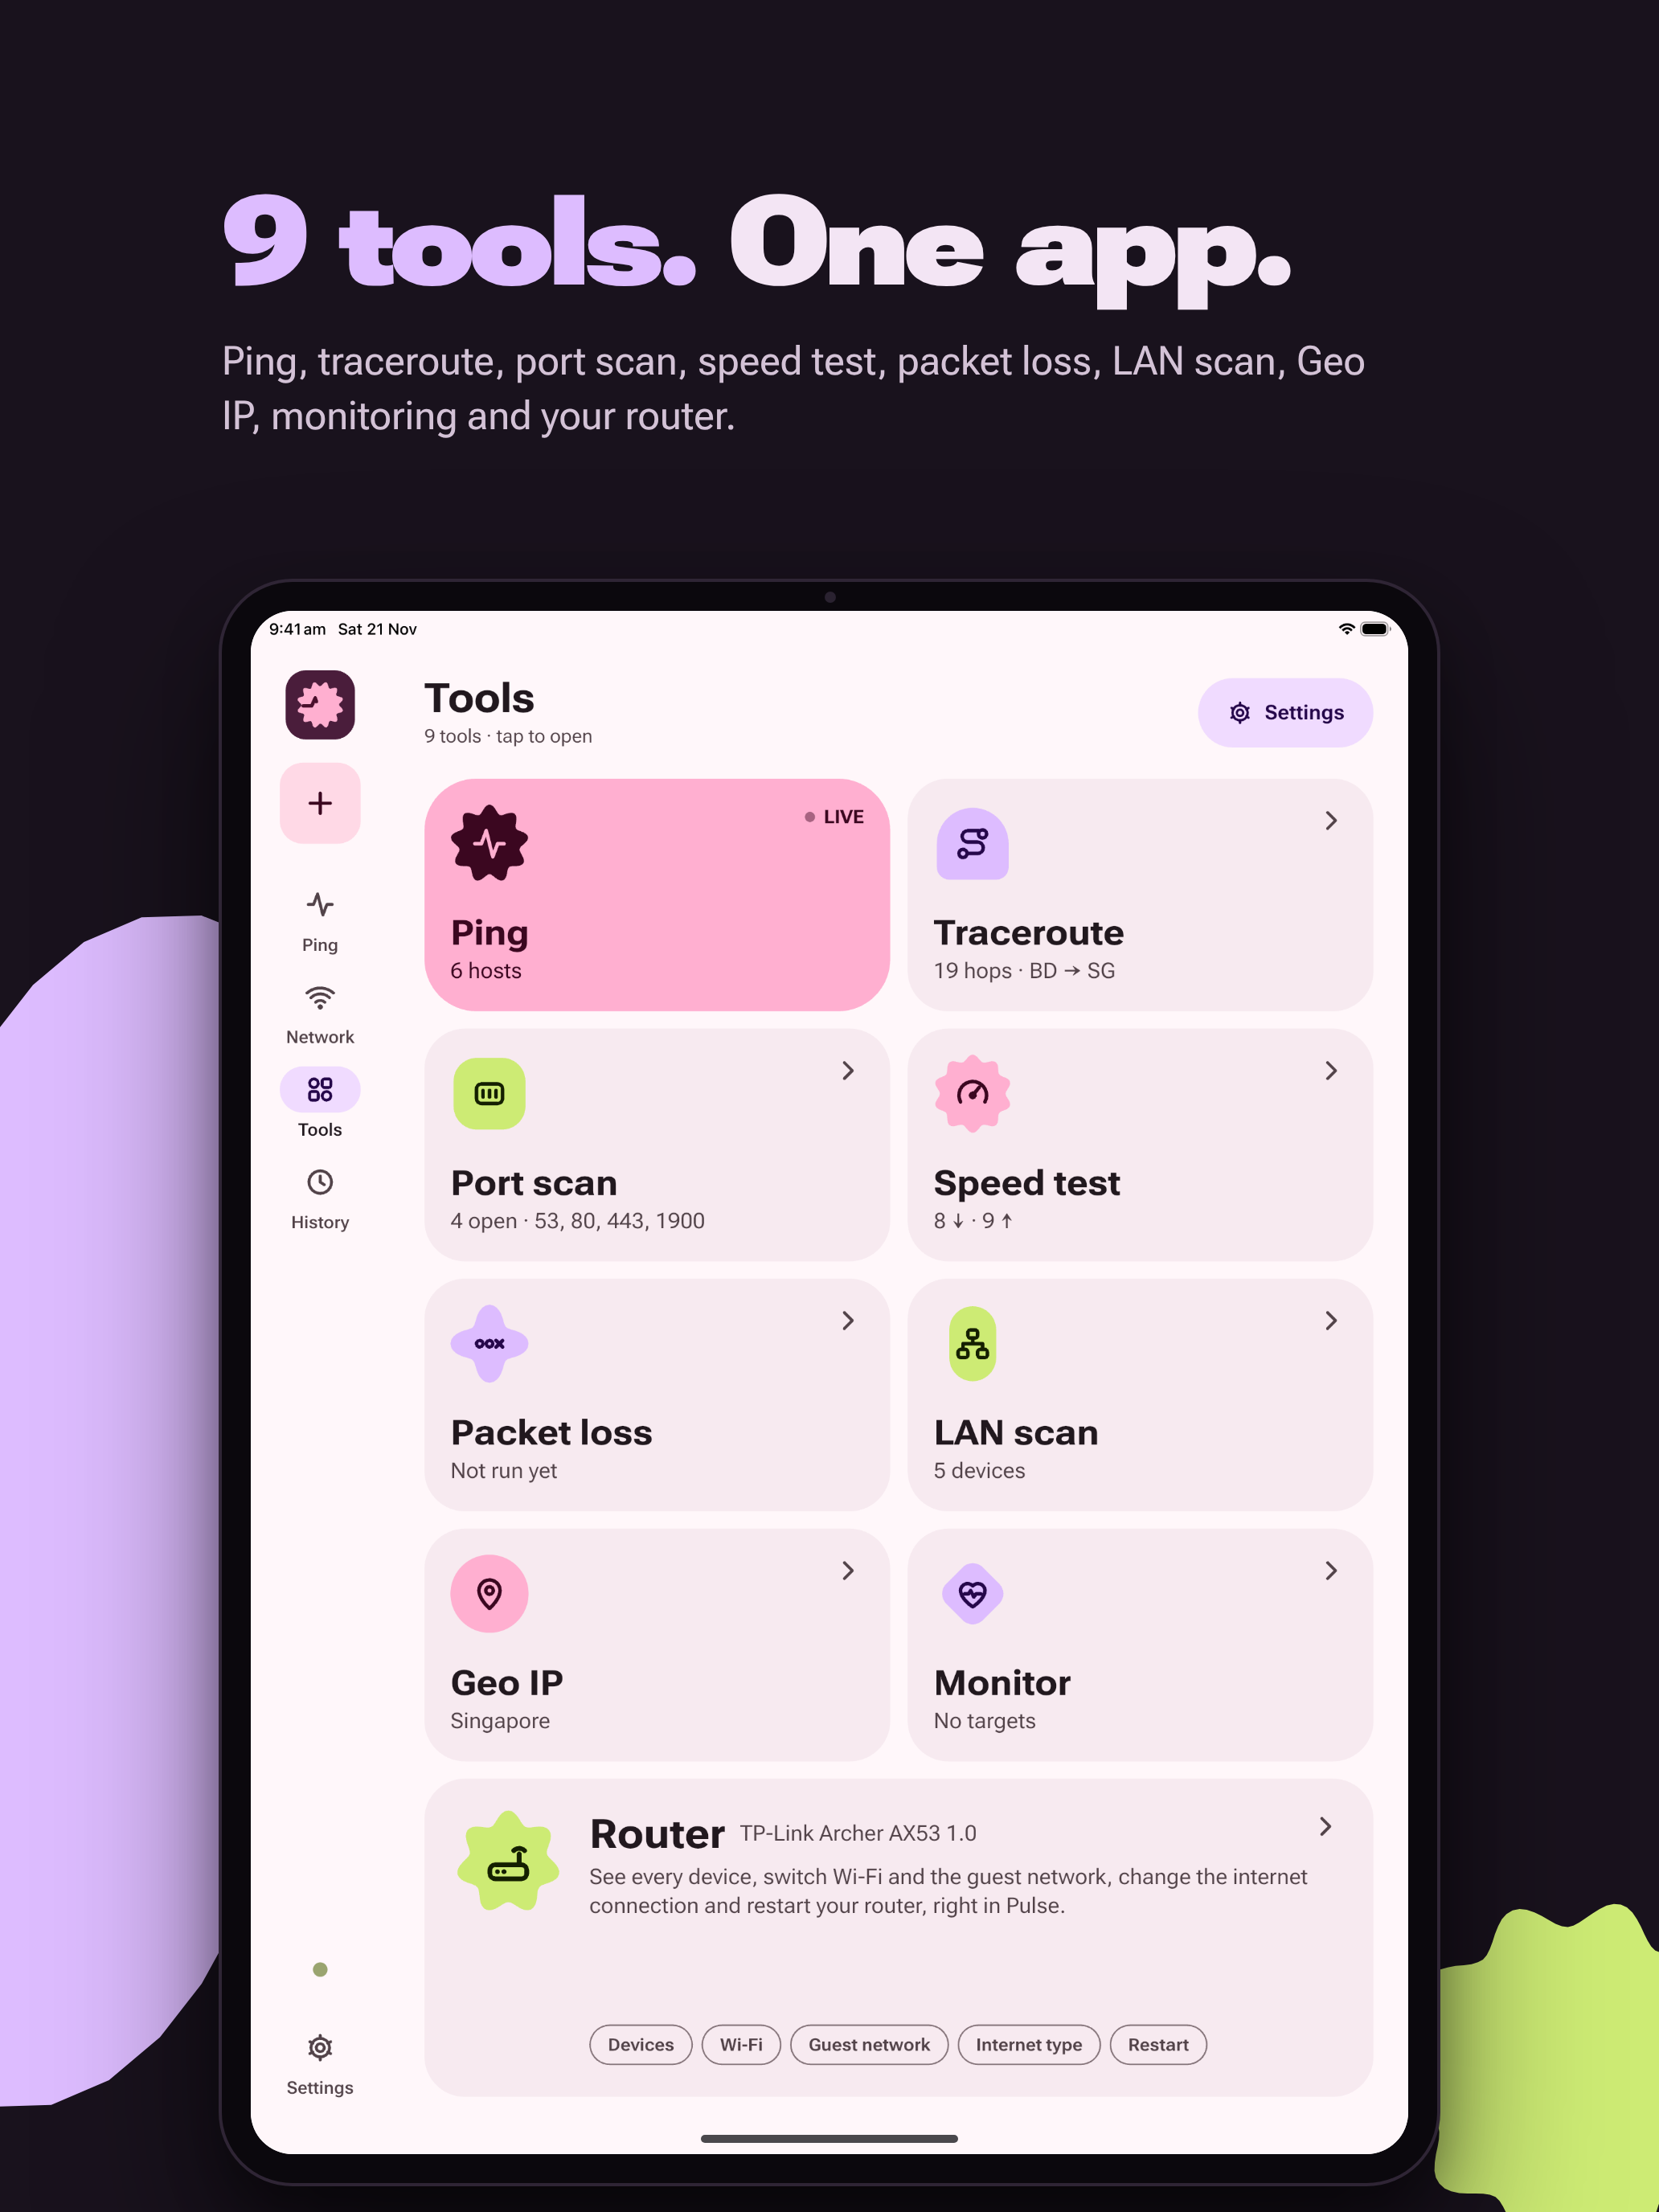 9 tools. One app.
Ping, traceroute, port scan, speed test, packet loss, LAN scan, Geo
IP, monitoring and your router.
9:41 am Sat 21 Nov
Tools
9 tools · tap to open
Settings
Ping
Network
Tools
History
Settings
LIVE
Ping
6 hosts
Traceroute
19 hops · BD → SG
Port scan
4 open · 53, 80, 443, 1900
Speed test
8 ↓ · 9 ↑
Packet loss
Not run yet
LAN scan
5 devices
Geo IP
Singapore
Monitor
No targets
Router TP-Link Archer AX53 1.0
See every device, switch Wi-Fi and the guest network, change the internet
connection and restart your router, right in Pulse.
Devices Wi-Fi Guest network Internet type Restart